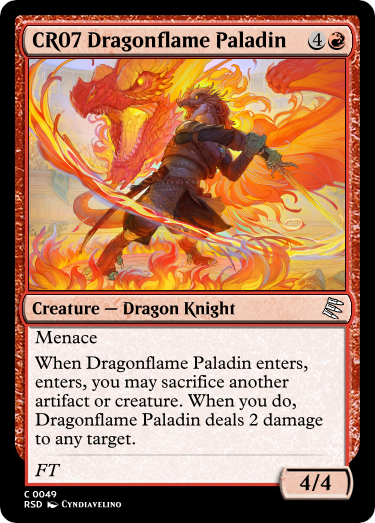 CR07 Dragonflame Paladin 4
Creature — Dragon Knight
Menace
When Dragonflame Paladin enters,
enters, you may sacrifice another
artifact or creature. When you do,
Dragonflame Paladin deals 2 damage
to any target.
FT
4/4
C 0049
RSD Cyndiavelino